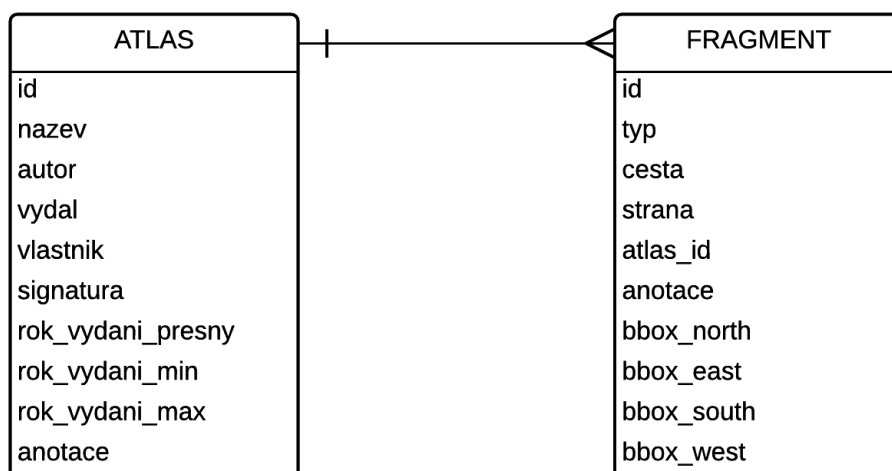 ATLAS
id
nazev
autor
vydal
vlastnik
signatura
rok_vydani_presny
rok_vydani_min
rok_vydani_max
anotace
FRAGMENT
id
typ
cesta
strana
atlas_id
anotace
bbox_north
bbox_east
bbox_south
bbox_west